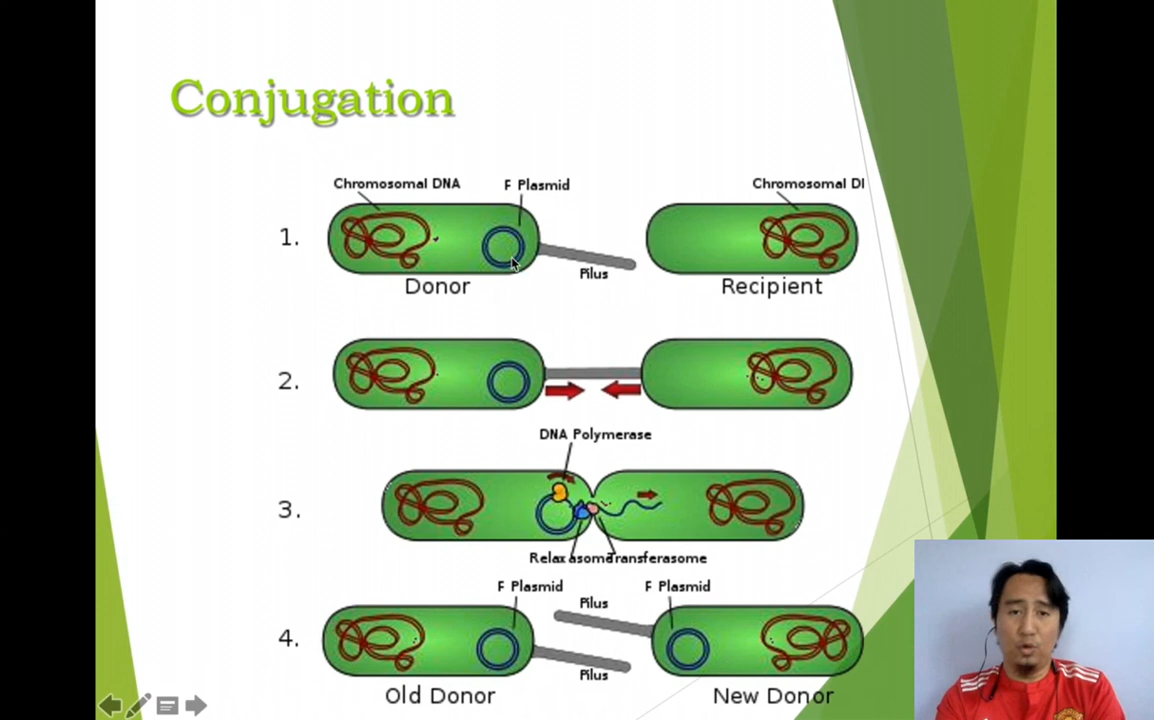 Conjugation
Chromosomal DNA
F Plasmid
Chromosomal DI
1.
Pilus
Donor
Recipient
2.
DNA Polymerase
3.
Relaxasome
Transferasome
F Plasmid
F Plasmid
Pilus
4.
Pilus
Old Donor
New Donor